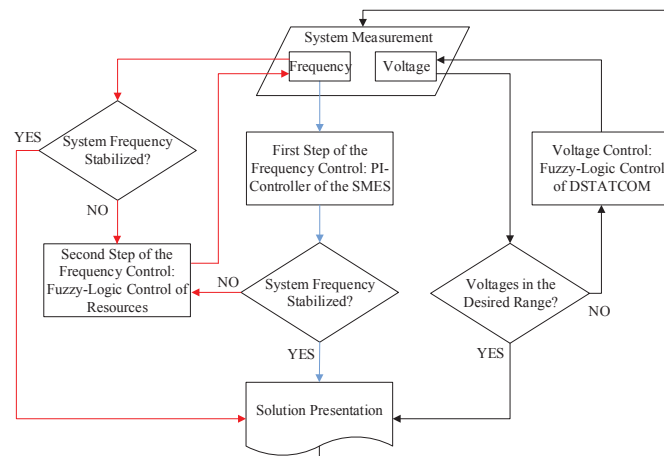 System Measurement
Frequency
Voltage
YES
System Frequency
Stabilized?
First Step of the
Frequency Control: PI-
Controller of the SMES
Voltage Control:
Fuzzy-Logic Control
of DSTATCOM
NO
Second Step of the
Frequency Control:
Fuzzy-Logic Control of
Resources
NO
System Frequency
Stabilized?
Voltages in the
Desired Range?
NO
YES
YES
Solution Presentation